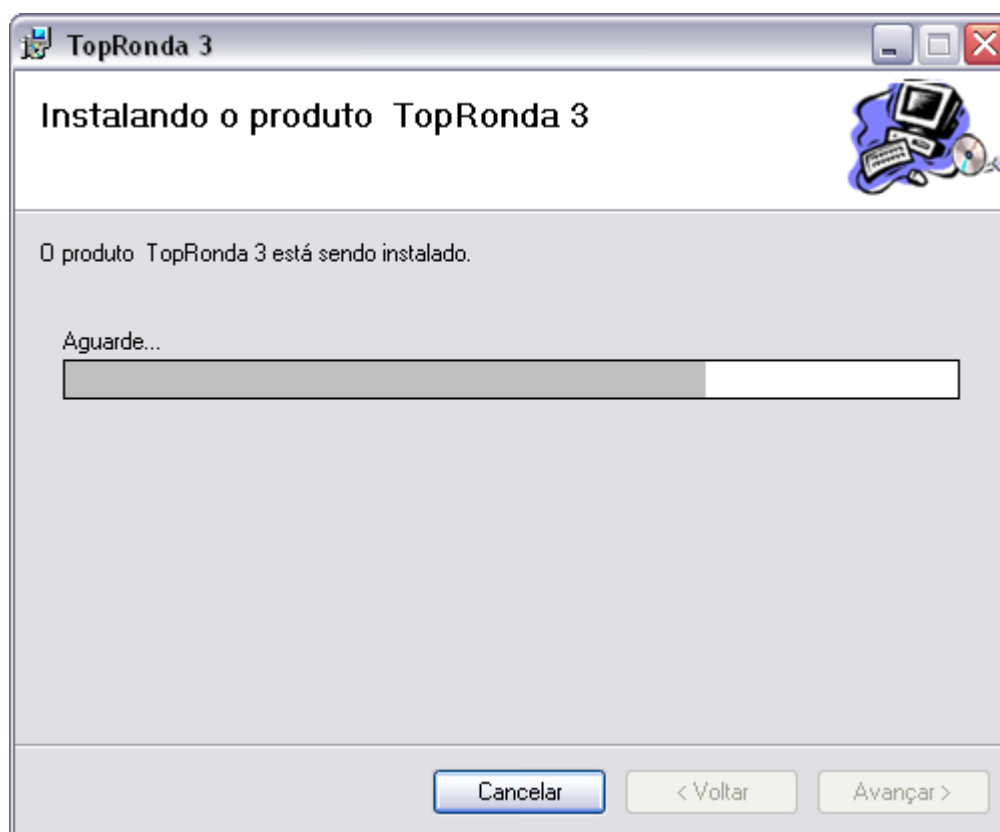 TopRonda 3
Instalando o produto TopRonda 3
O produto TopRonda 3 está sendo instalado.
Aguarde...
Cancelar
< Voltar
Avançar >